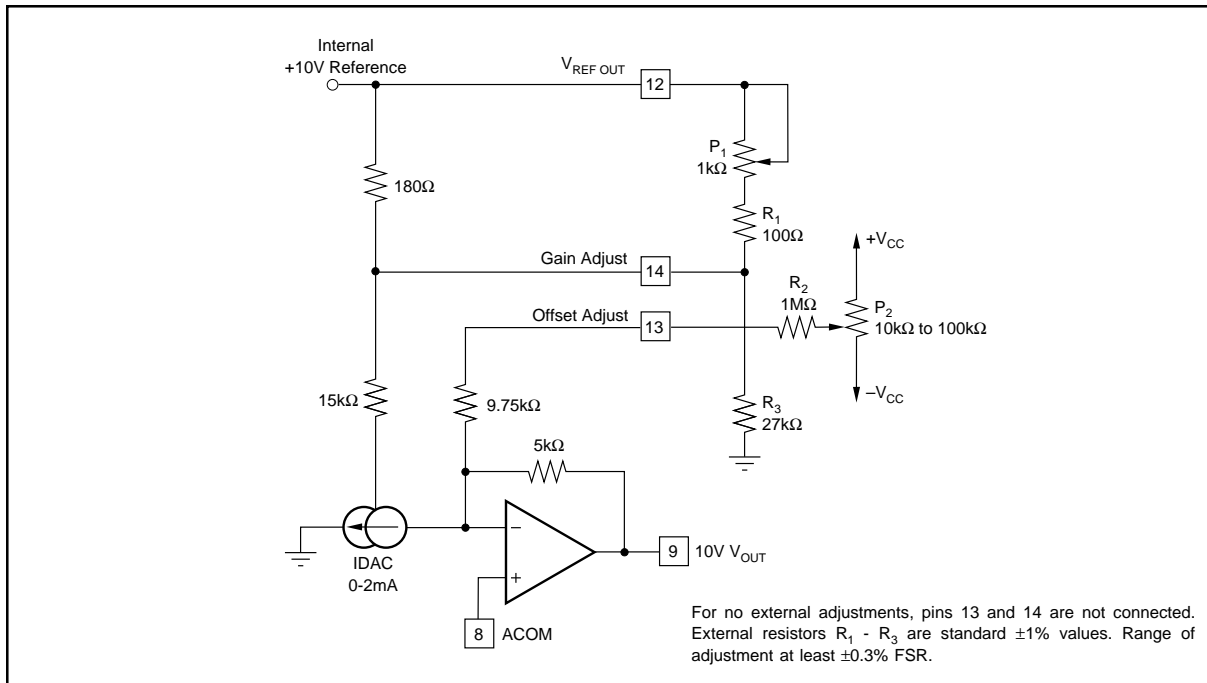 Internal
+10V Reference
V_REF OUT
12
P₁
1kΩ
180Ω
R₁
100Ω
+V_CC
Gain Adjust
14
R₂
1MΩ
P₂
10kΩ to 100kΩ
Offset Adjust
13
–V_CC
15kΩ
9.75kΩ
R₃
27kΩ
5kΩ
–
+
IDAC
0-2mA
9
10V V_OUT
8
ACOM
For no external adjustments, pins 13 and 14 are not connected.
External resistors R₁ - R₃ are standard ±1% values. Range of
adjustment at least ±0.3% FSR.